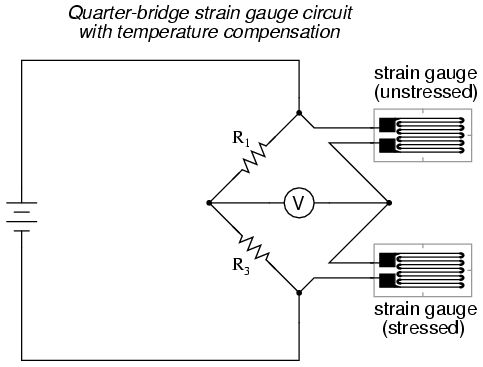 Quarter-bridge strain gauge circuit
with temperature compensation
strain gauge
(unstressed)
R1
V
R3
strain gauge
(stressed)